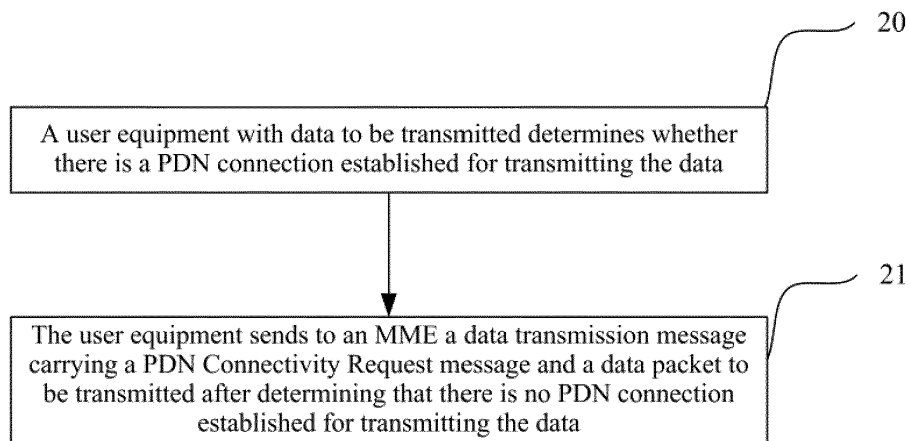 20
A user equipment with data to be transmitted determines whether
there is a PDN connection established for transmitting the data
21
The user equipment sends to an MME a data transmission message
carrying a PDN Connectivity Request message and a data packet to
be transmitted after determining that there is no PDN connection
established for transmitting the data